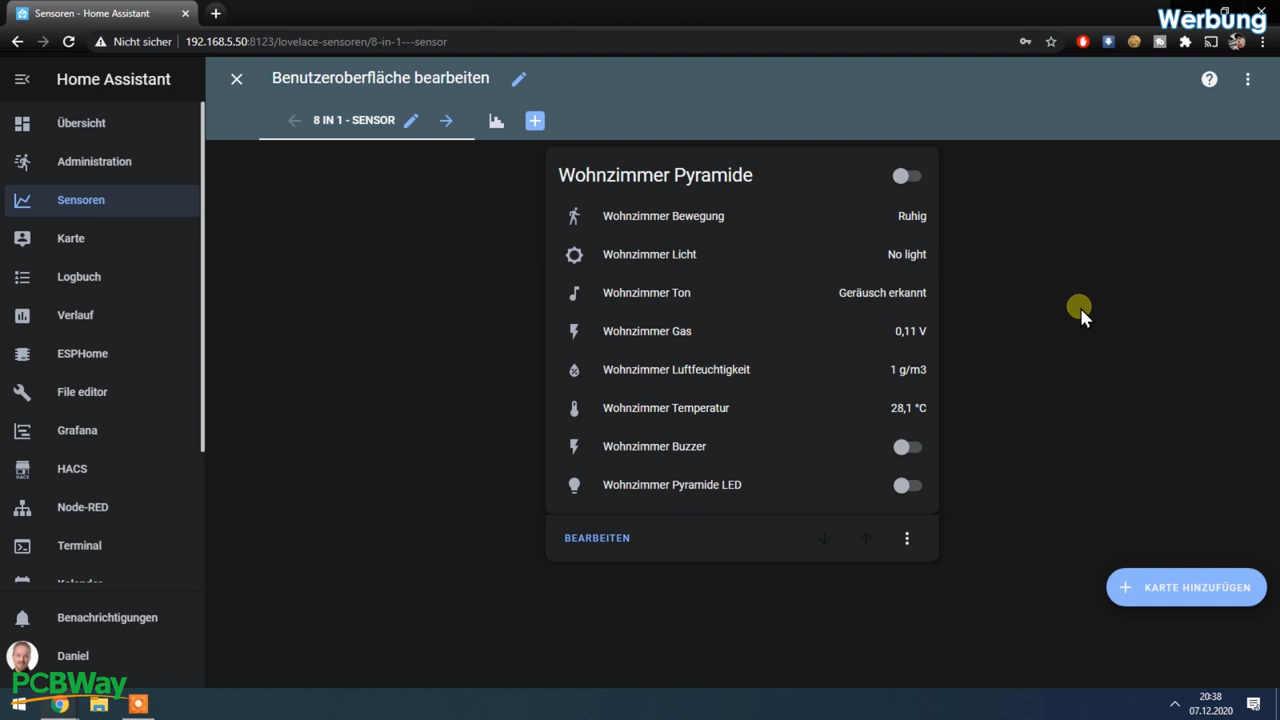 Sensoren - Home Assistant
Werbung
Nicht sicher
192.168.5.50:8123/lovelace-sensoren/8-in-1---sensor
Home Assistant
Benutzeroberfläche bearbeiten
8 IN 1 - SENSOR
Übersicht
Administration
Sensoren
Karte
Logbuch
Verlauf
ESPHome
File editor
Grafana
HACS
HACS
Node-RED
Terminal
Kalender
Benachrichtigungen
Daniel
Wohnzimmer Pyramide
Wohnzimmer Bewegung Ruhig
Wohnzimmer Licht No light
Wohnzimmer Ton Geräusch erkannt
Wohnzimmer Gas 0,11 V
Wohnzimmer Luftfeuchtigkeit 1 g/m3
Wohnzimmer Temperatur 28,1 °C
Wohnzimmer Buzzer
Wohnzimmer Pyramide LED
BEARBEITEN
KARTE HINZUFÜGEN
PCBWay
20:38
07.12.2020